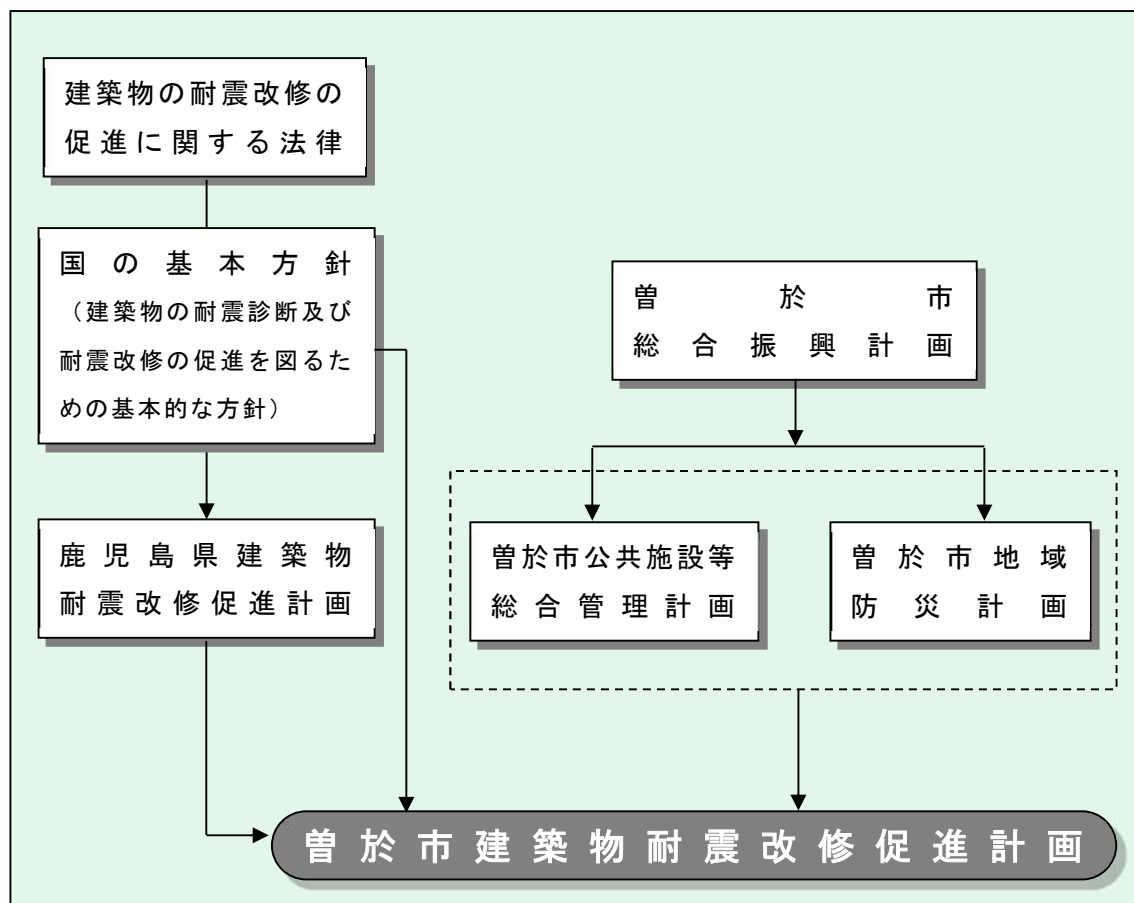 建築物の耐震改修の
促進に関する法律
国の基本方針
（建築物の耐震診断及び
耐震改修の促進を図るた
めの基本的な方針）
鹿児島県建築物
耐震改修促進計画
曽於市
総合振興計画
曽於市公共施設等
総合管理計画
曽於市地域
防災計画
曽於市建築物耐震改修促進計画